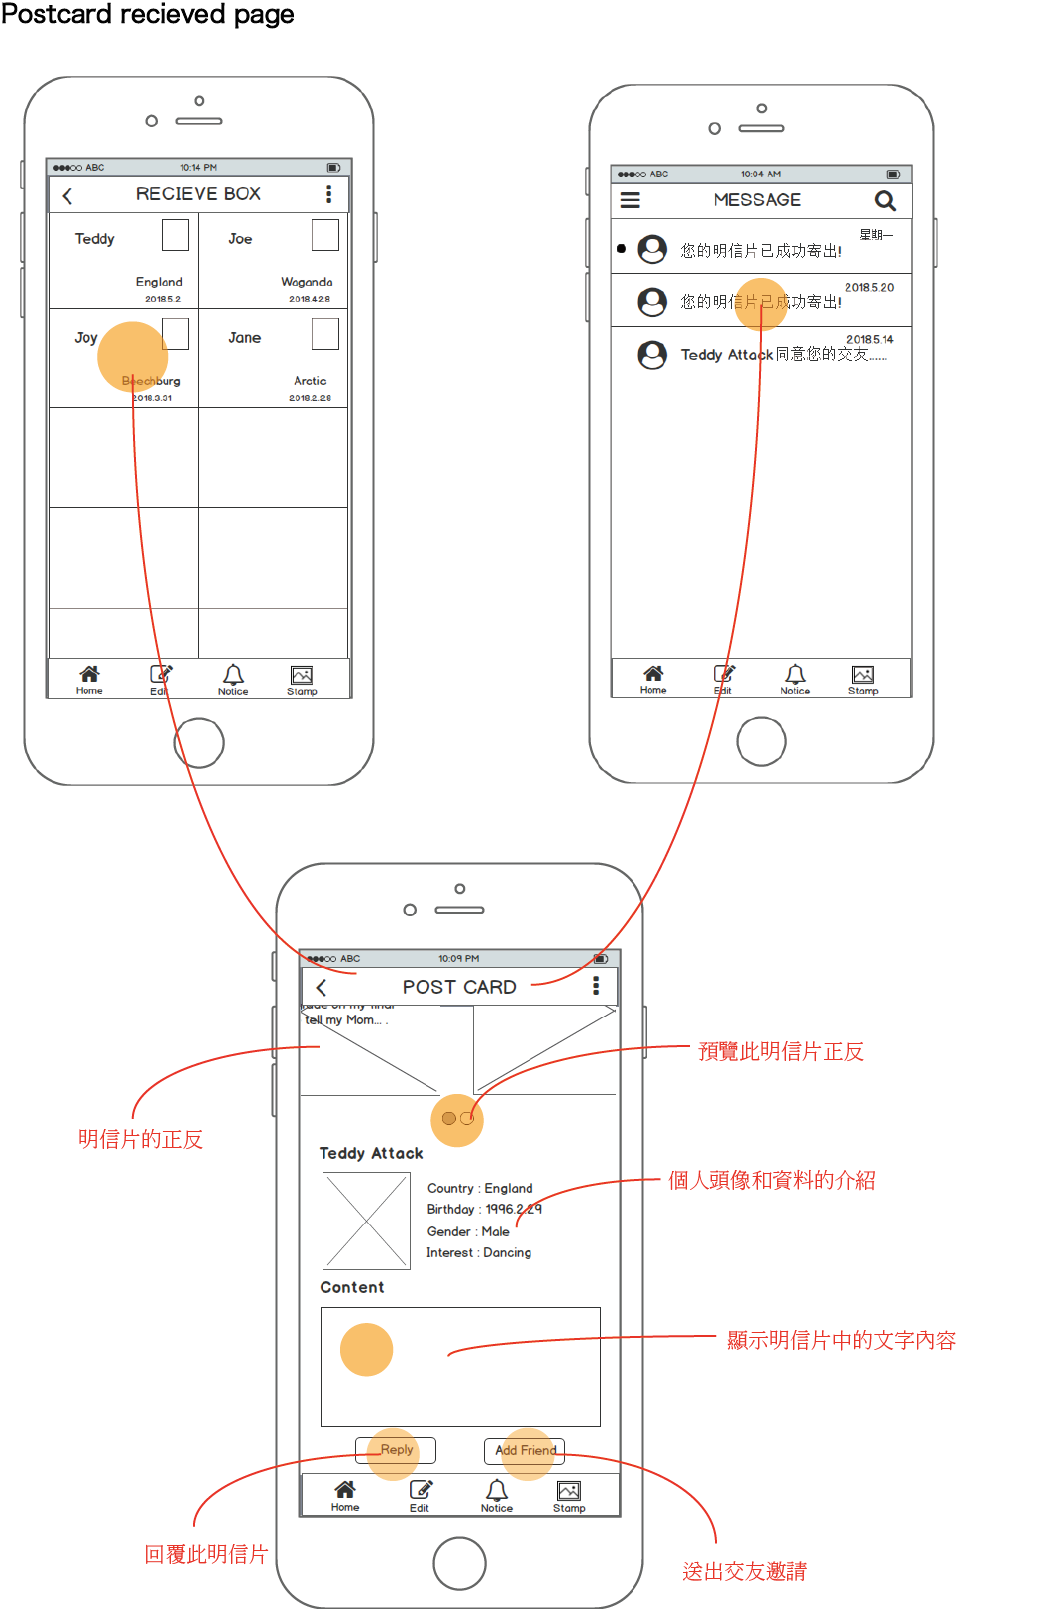 Postcard recieved page
ABC 10:14 PM
RECIEVE BOX
Teddy
England
2018.5.2
Joe
Waganda
2018.4.28
Joy
Beechburg
2018.3.31
Jane
Arctic
2018.2.28
Home Edit Notice Stamp
ABC 10:04 AM
MESSAGE
星期一
您的明信片已成功寄出!
2018.5.20
您的明信片已成功寄出!
2018.5.14
Teddy Attack同意您的交友......
Home Edit Notice Stamp
ABC 10:09 PM
POST CARD
tell my Mom... .
預覽此明信片正反
明信片的正反
Teddy Attack
個人頭像和資料的介紹
Country : England
Birthday : 1996.2.29
Gender : Male
Interest : Dancing
Content
顯示明信片中的文字內容
Reply
Add Friend
Home Edit Notice Stamp
回覆此明信片
送出交友邀請